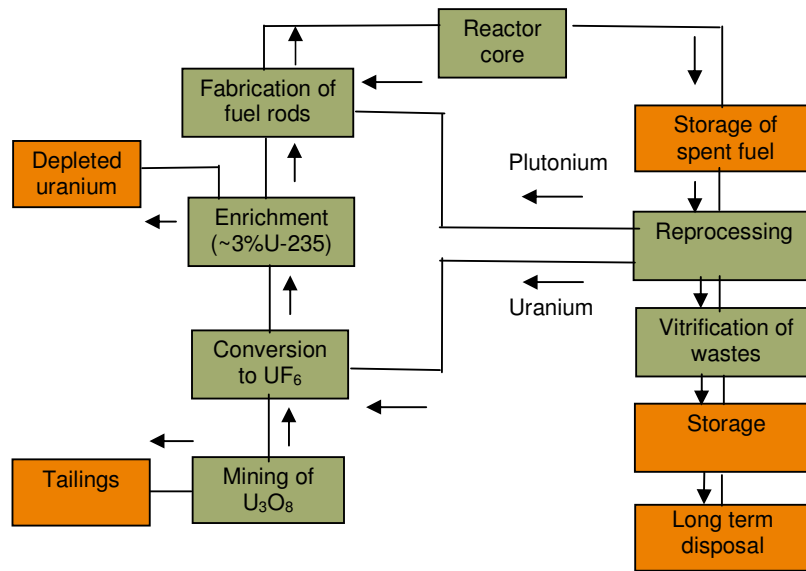 Reactor
core
Fabrication of
fuel rods
Storage of
spent fuel
Depleted
uranium
Plutonium
Enrichment
(~3%U-235)
Reprocessing
Uranium
Conversion
to UF₆
Vitrification of
wastes
Storage
Tailings
Mining of
U₃O₈
Long term
disposal